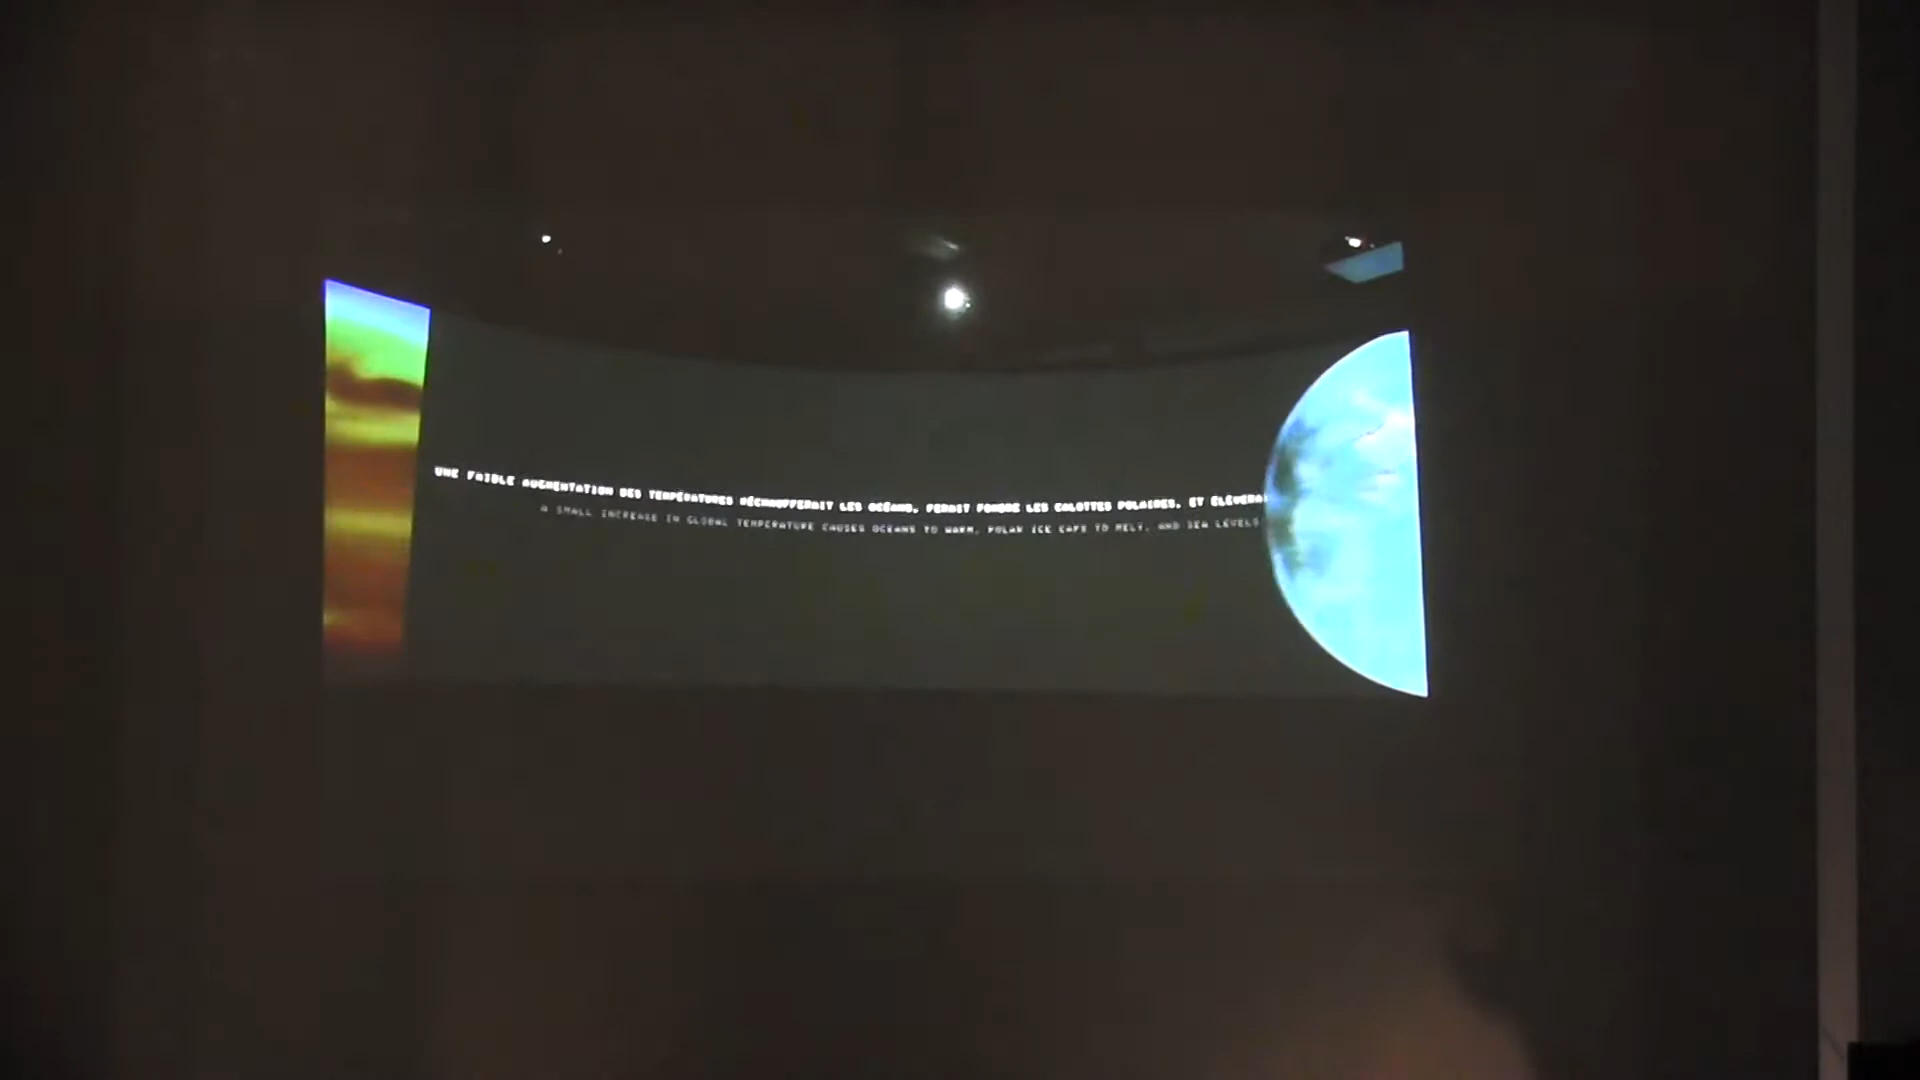 UNE FAIBLE AUGMENTATION DES TEMPÉRATURES RÉCHAUFFERAIT LES OCÉANS, FERAIT FONDRE LES CALOTTES POLAIRES, ET ÉLÈVERA
A SMALL INCREASE IN GLOBAL TEMPERATURE CAUSES OCEANS TO WARM, POLAR ICE CAPS TO MELT, AND SEA LEVELS